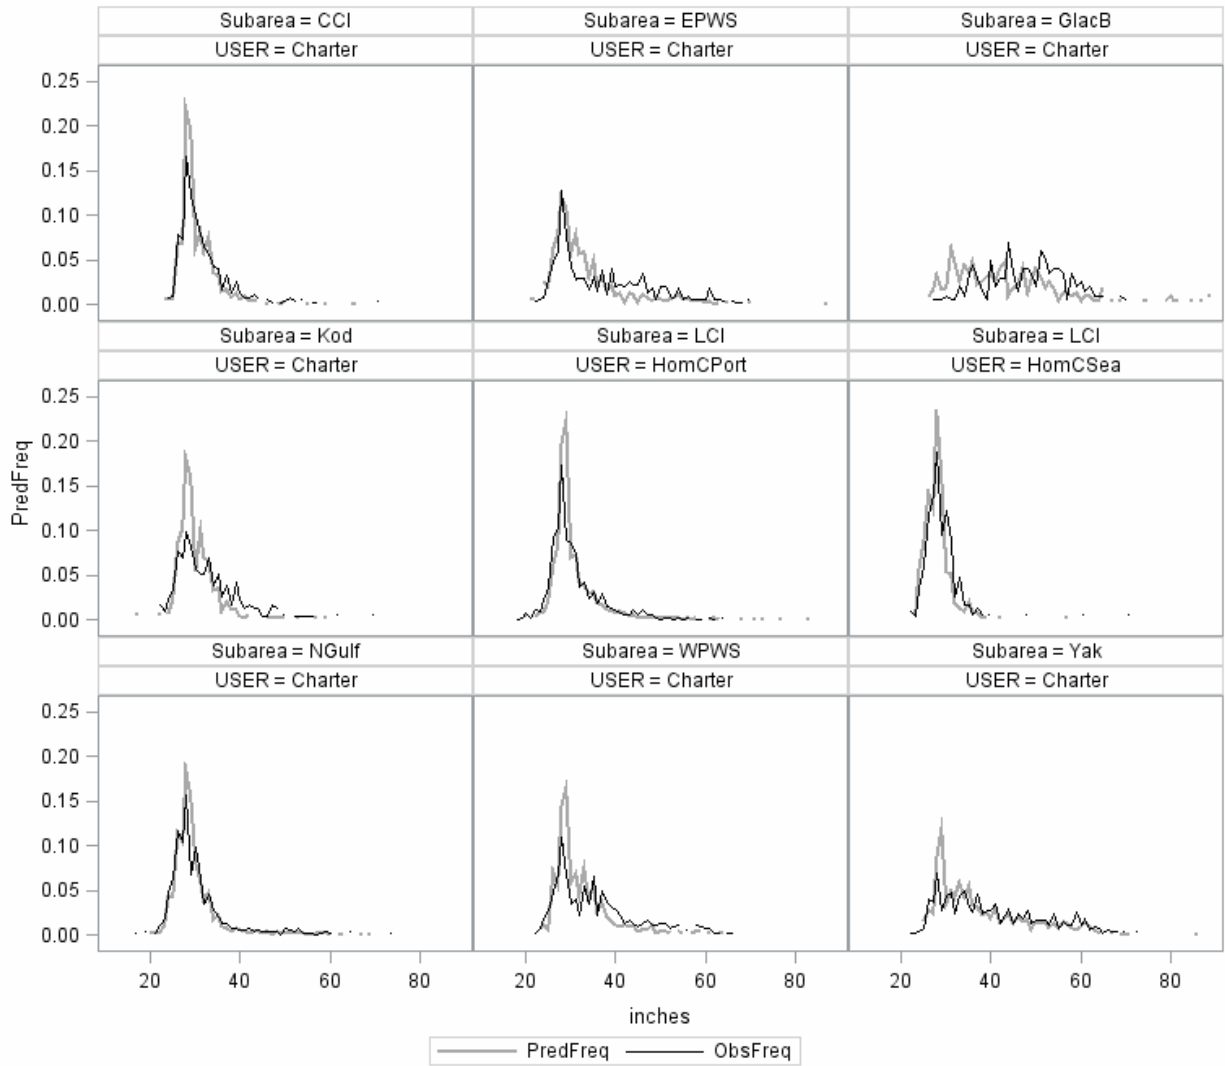 Subarea = CCI
Subarea = EPWS
Subarea = GlacB
USER = Charter
USER = Charter
USER = Charter
0.25
0.20
0.15
0.10
0.05
0.00
Subarea = Kod
Subarea = LCI
Subarea = LCI
USER = Charter
USER = HomCPort
USER = HomCSea
0.25
0.20
0.15
0.10
0.05
0.00
PredFreq
Subarea = NGulf
Subarea = WPWS
Subarea = Yak
USER = Charter
USER = Charter
USER = Charter
0.25
0.20
0.15
0.10
0.05
0.00
20 40 60 80
20 40 60 80
20 40 60 80
inches
PredFreq
ObsFreq